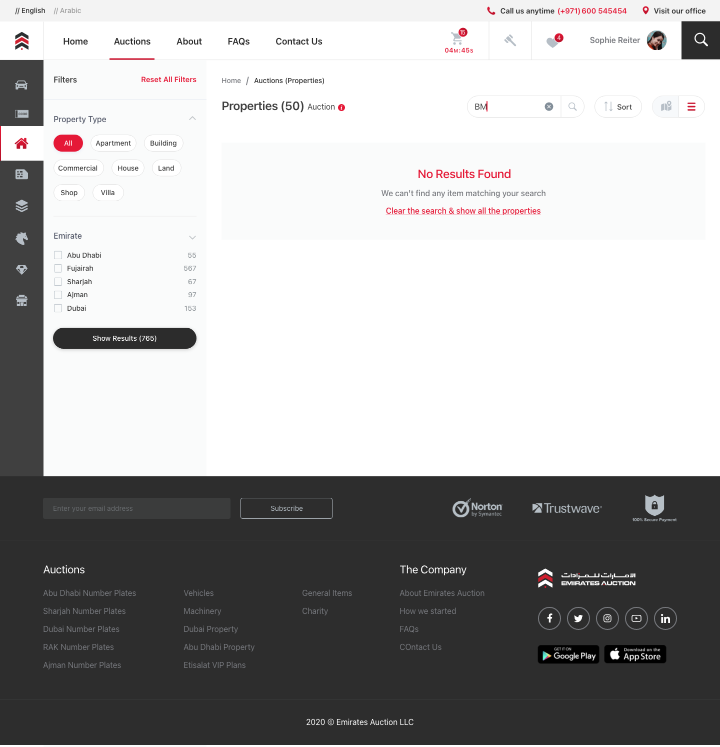 // English // Arabic
Call us anytime (+971) 600 545454
Visit our office
Home
Auctions
About
FAQs
Contact Us
04M:45S
4
Sophie Reiter
Filters
Reset All Filters
Property Type
All
Apartment
Building
Commercial
House
Land
Shop
Villa
Emirate
Abu Dhabi 55
Fujairah 567
Sharjah 67
Ajman 97
Dubai 153
Show Results (765)
Home / Auctions (Properties)
Properties (50) Auction
BM
Sort
No Results Found
We can't find any item matching your search
Clear the search & show all the properties
Enter your email address
Subscribe
Norton
by Symantec
Trustwave
100% Secure Payment
Auctions
Abu Dhabi Number Plates
Sharjah Number Plates
Dubai Number Plates
RAK Number Plates
Ajman Number Plates
Vehicles
Machinery
Dubai Property
Abu Dhabi Property
Etisalat VIP Plans
General Items
Charity
The Company
About Emirates Auction
How we started
FAQs
COntact Us
الإمارات للمزادات
EMIRATES AUCTION
GET IT ON
Google Play
Download on the
App Store
2020 © Emirates Auction LLC